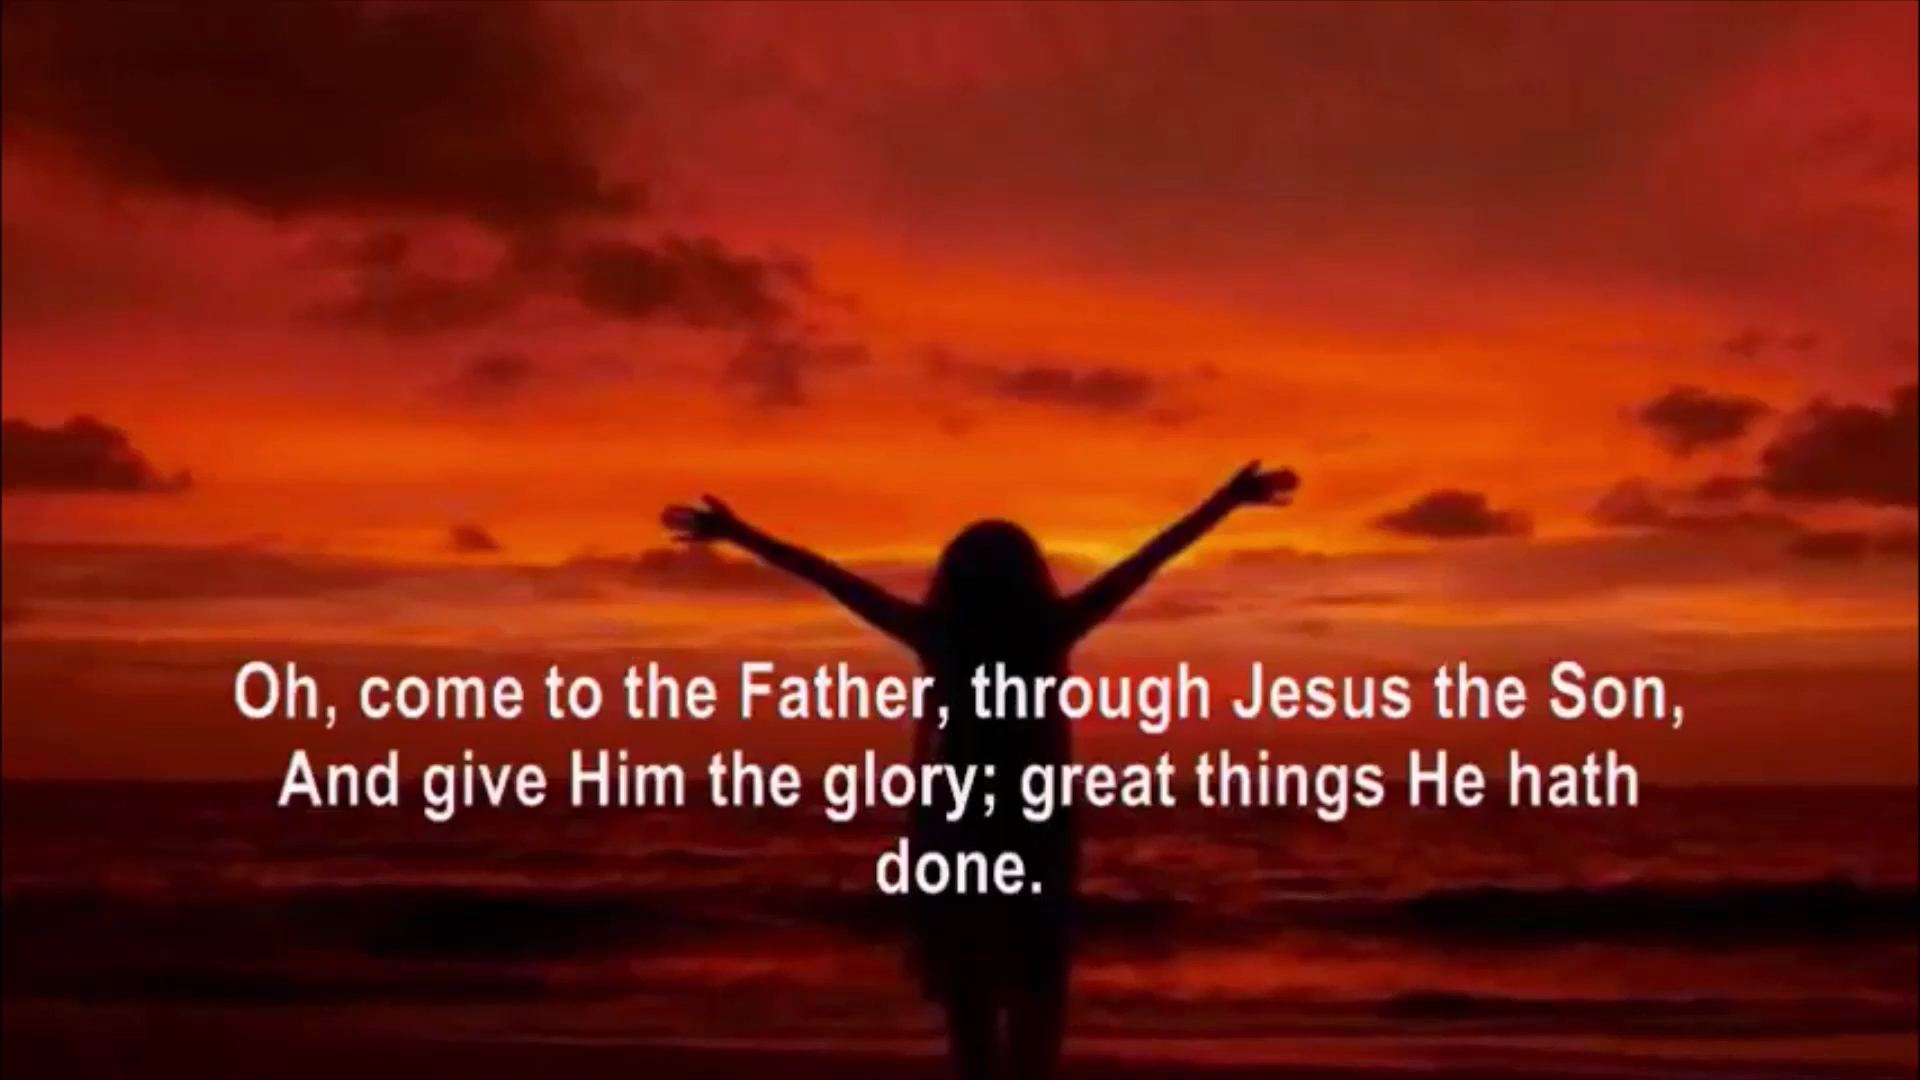 Oh, come to the Father, through Jesus the Son,
And give Him the glory; great things He hath
done.